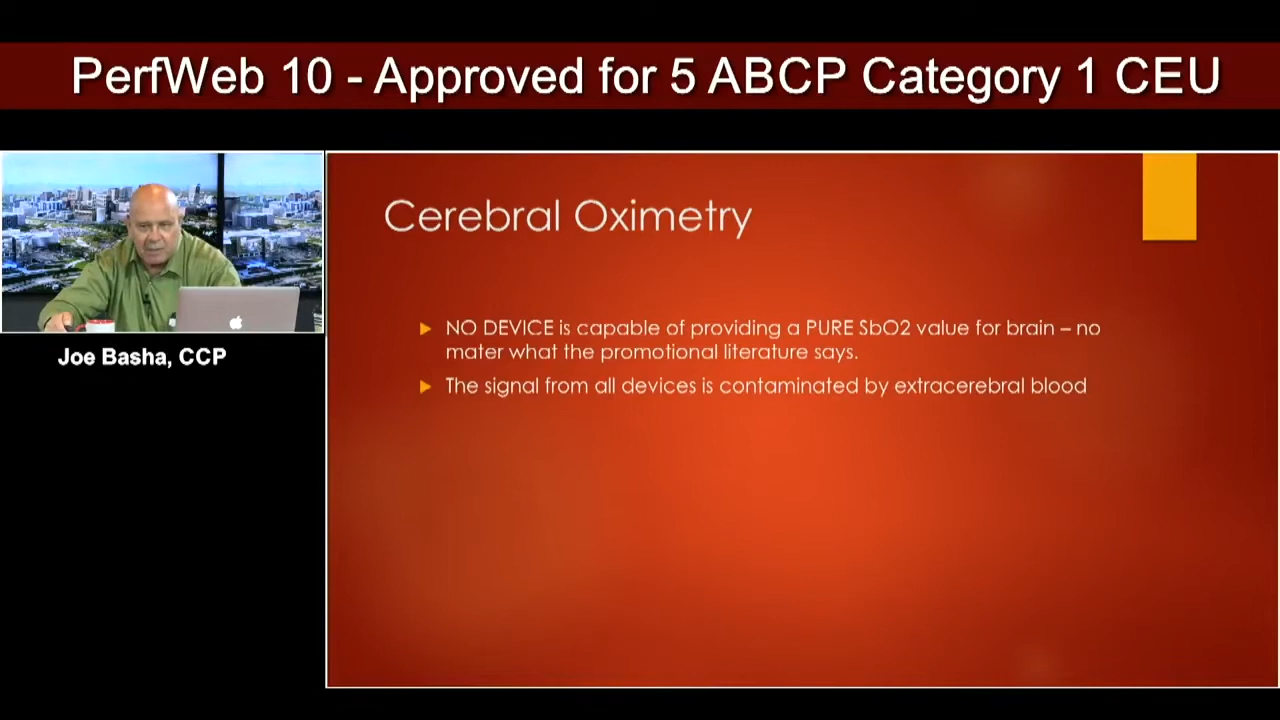 PerfWeb 10 - Approved for 5 ABCP Category 1 CEU
Cerebral Oximetry
NO DEVICE is capable of providing a PURE SbO2 value for brain – no
mater what the promotional literature says.
The signal from all devices is contaminated by extracerebral blood
Joe Basha, CCP